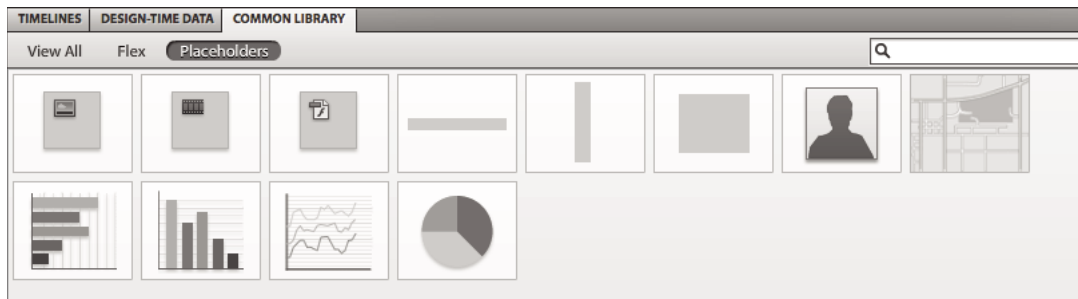 TIMELINES DESIGN-TIME DATA COMMON LIBRARY
View All Flex Placeholders